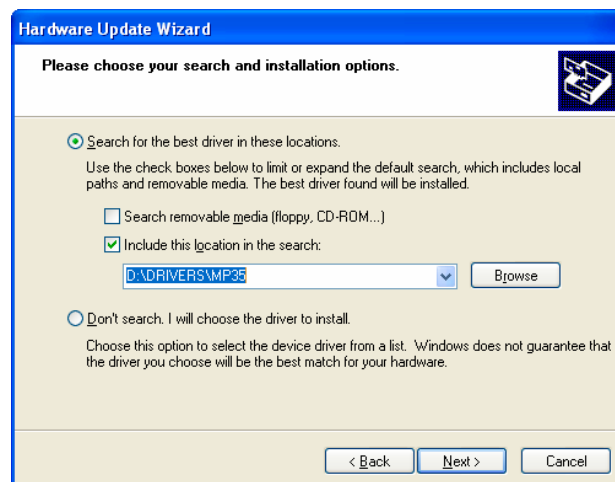 Hardware Update Wizard
Please choose your search and installation options.
Search for the best driver in these locations.
Use the check boxes below to limit or expand the default search, which includes local
paths and removable media. The best driver found will be installed.
Search removable media (floppy, CD-ROM...)
Include this location in the search:
D:\DRIVERS\MP35
Browse
Don't search. I will choose the driver to install.
Choose this option to select the device driver from a list. Windows does not guarantee that
the driver you choose will be the best match for your hardware.
< Back Next > Cancel